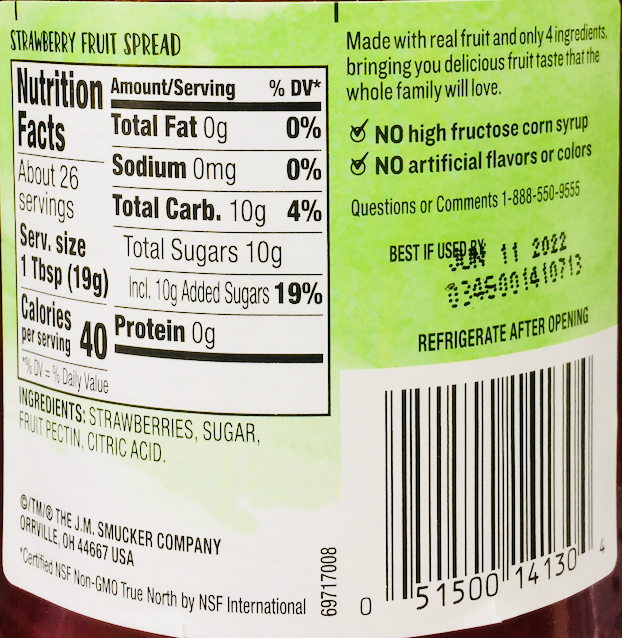 STRAWBERRY FRUIT SPREAD
Nutrition
Facts
About 26
servings
Serv. size
1 Tbsp (19g)
Calories
per serving 40
*% DV = % Daily Value
Amount/Serving % DV*
Total Fat 0g 0%
Sodium 0mg 0%
Total Carb. 10g 4%
Total Sugars 10g
Incl. 10g Added Sugars 19%
Protein 0g
INGREDIENTS: STRAWBERRIES, SUGAR,
FRUIT PECTIN, CITRIC ACID.
©/TM/® THE J.M. SMUCKER COMPANY
ORRVILLE, OH 44667 USA
*Certified NSF Non-GMO True North by NSF International
69717008
Made with real fruit and only 4 ingredients,
bringing you delicious fruit taste that the
whole family will love.
NO high fructose corn syrup
NO artificial flavors or colors
Questions or Comments 1-888-550-9555
BEST IF USED BY
11 2022
REFRIGERATE AFTER OPENING
0 51500 14130 4